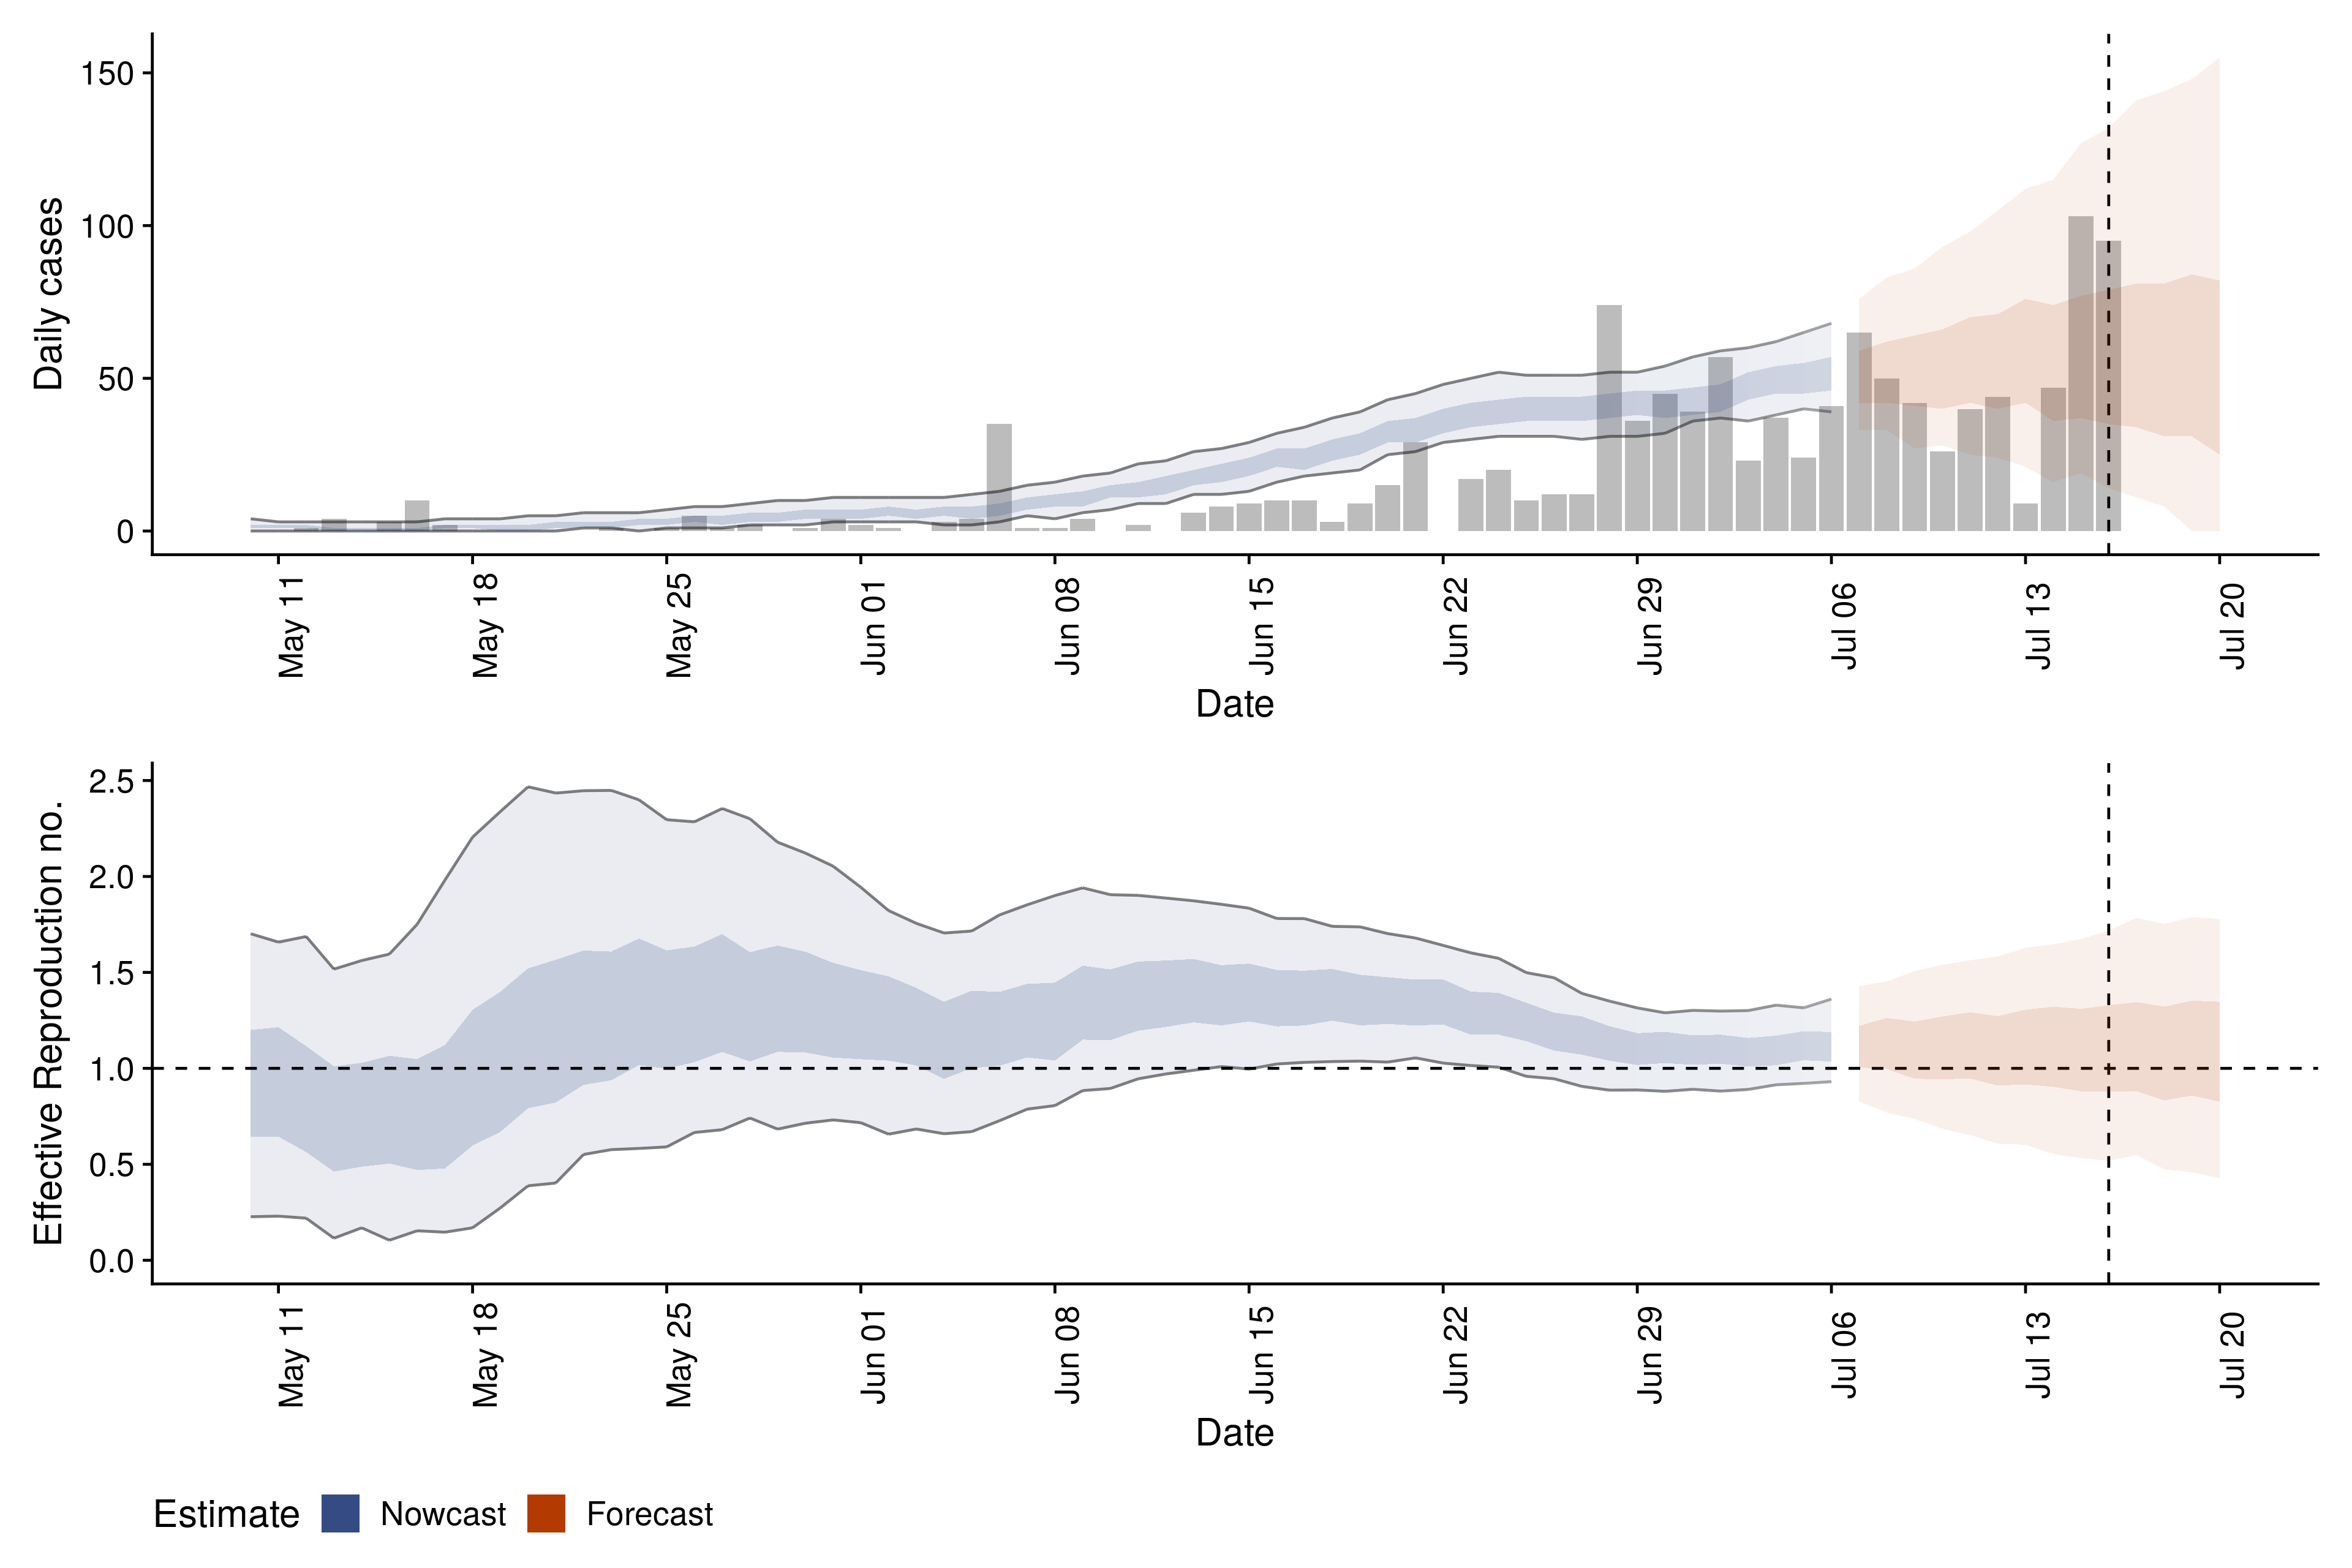 Daily cases
150
100
50
0
May 11
May 18
May 25
Jun 01
Jun 08
Jun 15
Jun 22
Jun 29
Jul 06
Jul 13
Jul 20
Date
Effective Reproduction no.
2.5
2.0
1.5
1.0
0.5
0.0
May 11
May 18
May 25
Jun 01
Jun 08
Jun 15
Jun 22
Jun 29
Jul 06
Jul 13
Jul 20
Date
Estimate Nowcast Forecast